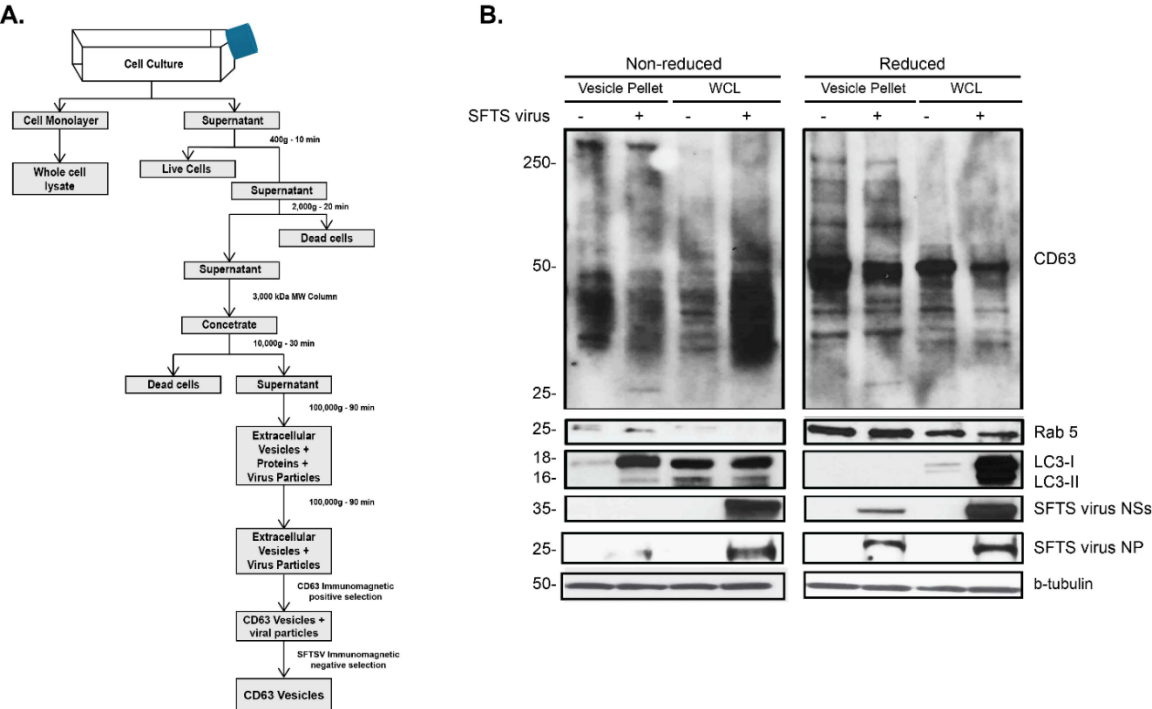 A.
Cell Culture
Cell Monolayer
Supernatant
400g - 10 min
Whole cell
lysate
Live Cells
Supernatant
2,000g - 20 min
Dead cells
Supernatant
3,000 kDa MW Column
Concetrate
10,000g - 30 min
Dead cells
Supernatant
100,000g - 90 min
Extracellular
Vesicles +
Proteins +
Virus Particles
100,000g - 90 min
Extracellular
Vesicles +
Virus Particles
CD63 Immunomagnetic
positive selection
CD63 Vesicles +
viral particles
SFTSV Immunomagnetic
negative selection
CD63 Vesicles
B.
Non-reduced
Reduced
Vesicle Pellet
WCL
Vesicle Pellet
WCL
SFTS virus - + - + - + - +
250-
50-
CD63
25-
25-
Rab 5
18-
LC3-I
16-
LC3-II
35-
SFTS virus NSs
25-
SFTS virus NP
50-
b-tubulin